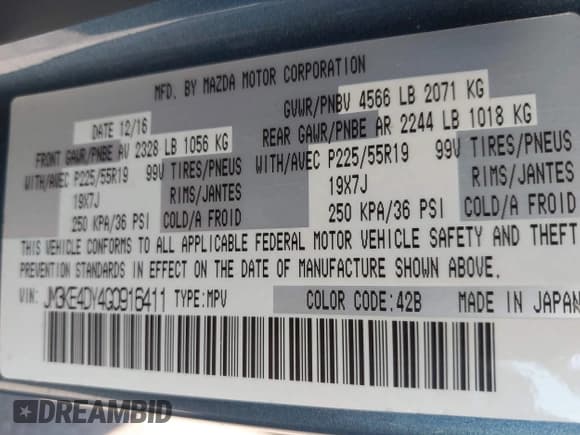 MFD. BY MAZDA MOTOR CORPORATION
DATE 12/16
GVWR/PNBV 4566 LB 2071 KG
FRONT GAWR/PNBE AV 2328 LB 1056 KG
REAR GAWR/PNBE AR 2244 LB 1018 KG
WITH/AVEC P225/55R19 99V TIRES/PNEUS
19X7J RIMS/JANTES
250 KPA/36 PSI COLD/A FROID
WITH/AVEC P225/55R19 99V TIRES/PNEUS
19X7J RIMS/JANTES
250 KPA/36 PSI COLD/A FROID
THIS VEHICLE CONFORMS TO ALL APPLICABLE FEDERAL MOTOR VEHICLE SAFETY AND THEFT
PREVENTION STANDARDS IN EFFECT ON THE DATE OF MANUFACTURE SHOWN ABOVE.
VIN: JM3KE4DY4G0916411 TYPE:MPV
COLOR CODE:42B MADE IN JAPAN
DREAMBID